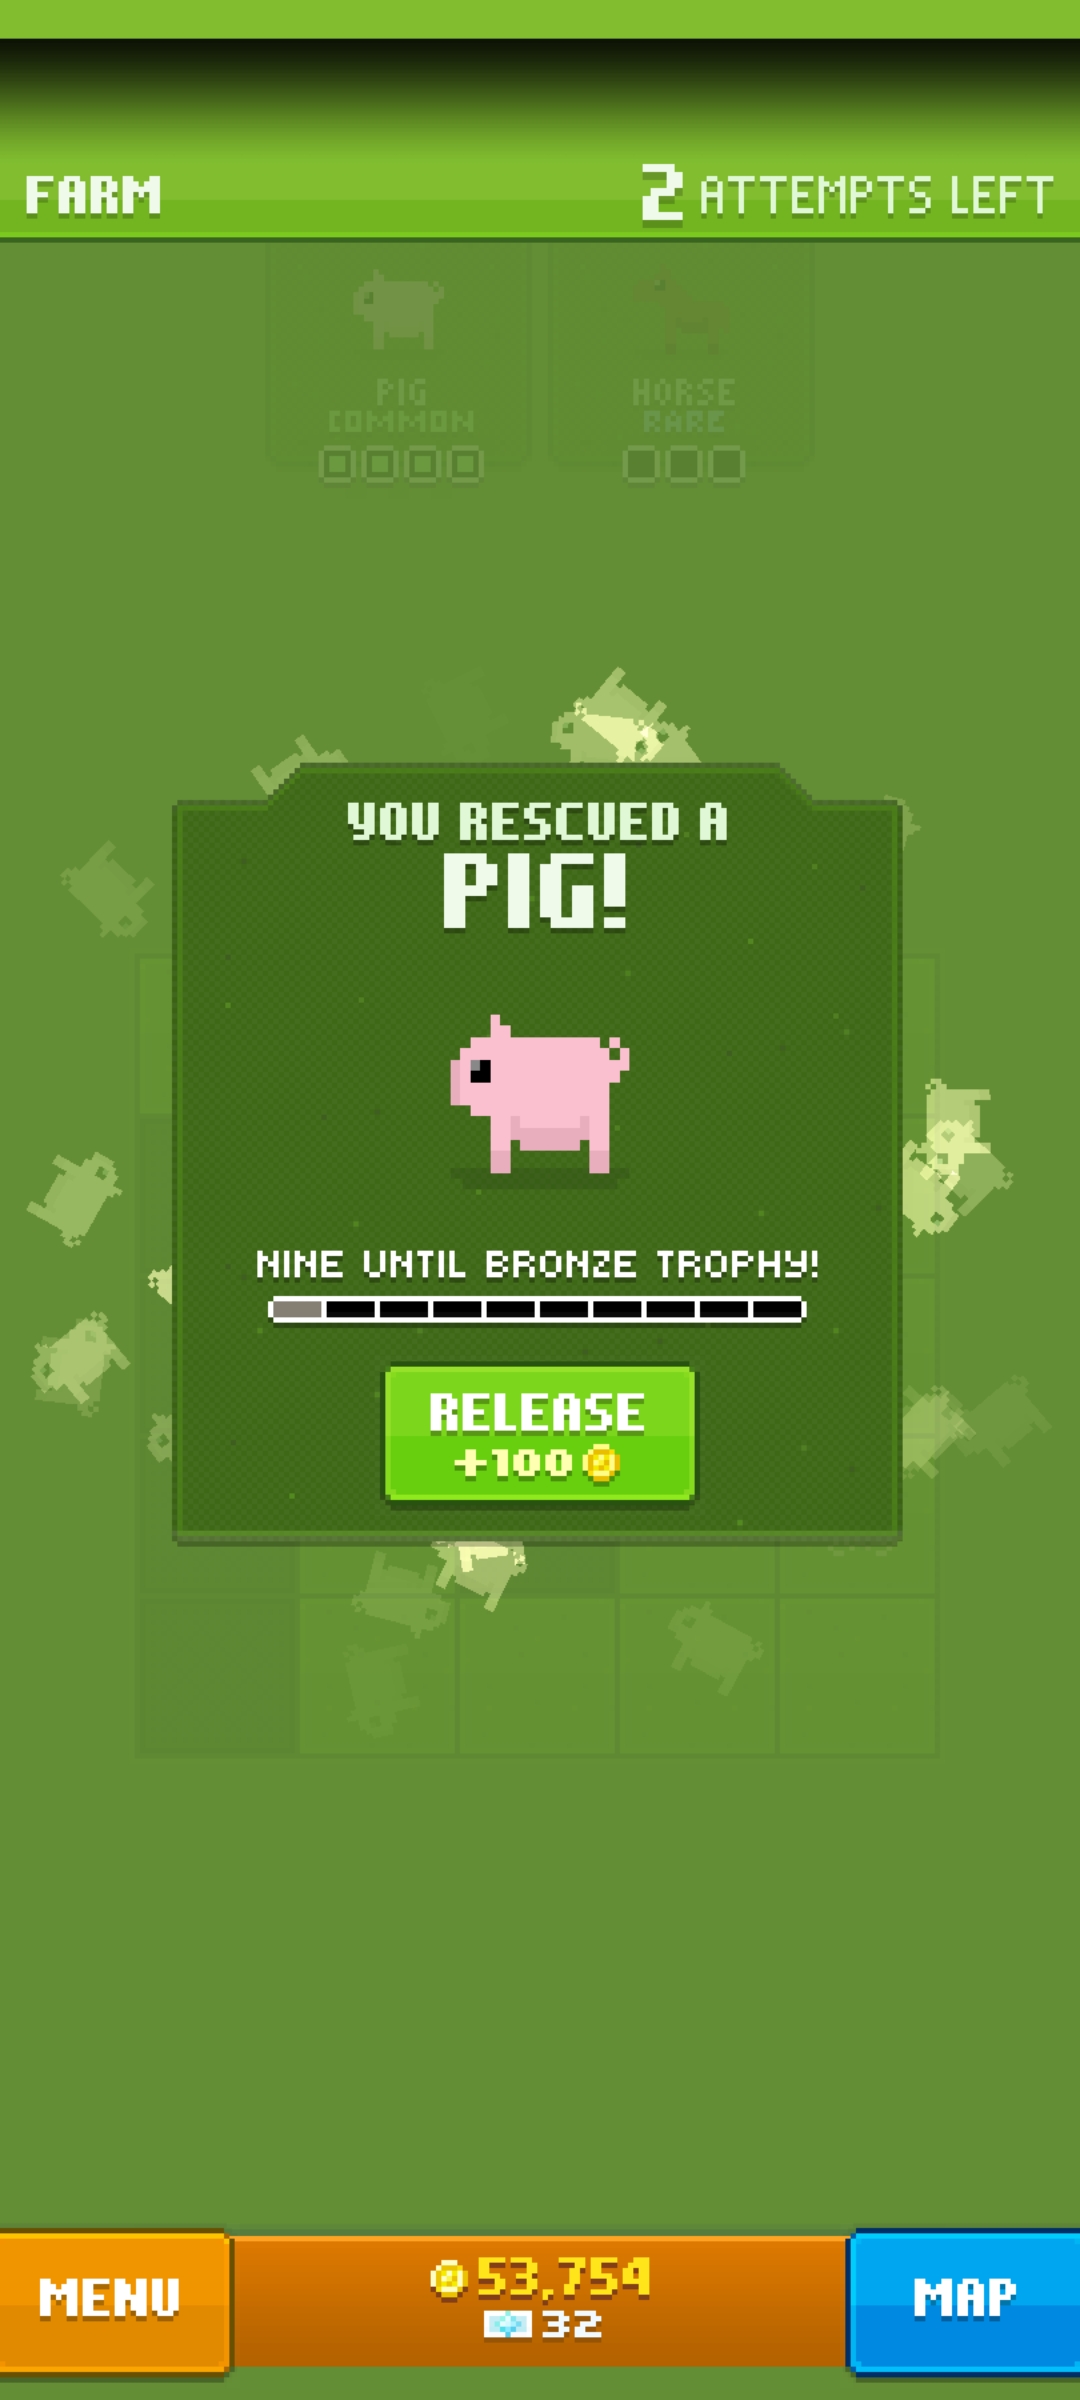 FARM
2 ATTEMPTS LEFT
PIG
COMMON
HORSE
RARE
YOU RESCUED A
PIG!
NINE UNTIL BRONZE TROPHY!
RELEASE
+100
MENU
53,754
32
MAP